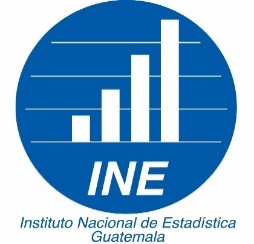 INE
Instituto Nacional de Estadística
Guatemala